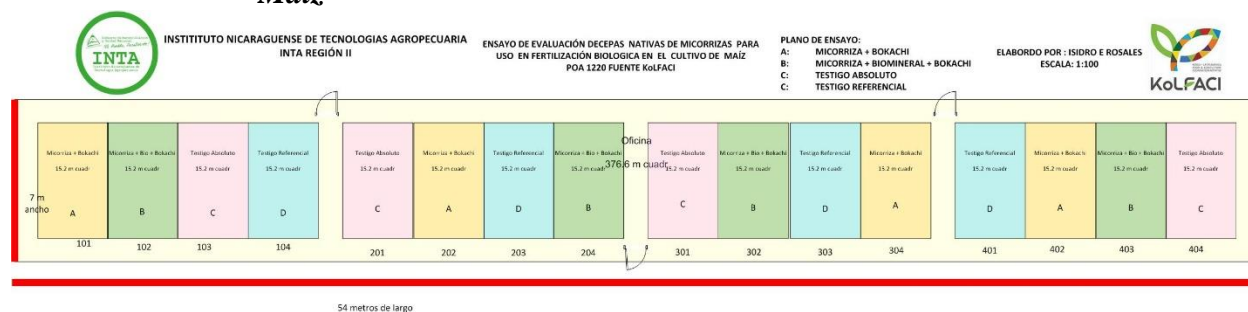 Maíz
INTA
INSTITITUTO NICARAGUENSE DE TECNOLOGIAS AGROPECUARIA
INTA REGIÓN II
ENSAYO DE EVALUACIÓN DECEPAS NATIVAS DE MICORRIZAS PARA
USO EN FERTILIZACIÓN BIOLOGICA EN EL CULTIVO DE MAÍZ
POA 1220 FUENTE KoLFACI
PLANO DE ENSAYO:
A: MICORRIZA + BOKACHI
B: MICORRIZA + BIOMINERAL + BOKACHI
C: TESTIGO ABSOLUTO
C: TESTIGO REFERENCIAL
ELABORDO POR : ISIDRO E ROSALES
ESCALA: 1:100
KoLFACI
Micorriza + Bokachi
15.2 m cuadr
A
101
Micorriza + Bio + Bokachi
15.2 m cuadr
B
102
Testigo Absoluto
15.2 m cuadr
C
103
Testigo Referencial
15.2 m cuadr
D
104
Testigo Absoluto
15.2 m cuadr
C
201
Micorriza + Bokachi
15.2 m cuadr
A
202
Testigo Referencial
15.2 m cuadr
D
203
Micorriza + Bio + Bokachi
15.2 m cuadr
B
204
Oficina
376.6 m cuadr
Testigo Absoluto
15.2 m cuadr
C
301
Micorriza + Bio + Bokachi
15.2 m cuadr
B
302
Testigo Referencial
15.2 m cuadr
D
303
Micorriza + Bokachi
15.2 m cuadr
A
304
Testigo Referencial
15.2 m cuadr
D
401
Micorriza + Bokachi
15.2 m cuadr
A
402
Micorriza + Bio + Bokachi
15.2 m cuadr
B
403
Testigo Absoluto
15.2 m cuadr
C
404
7 m
ancho
54 metros de largo